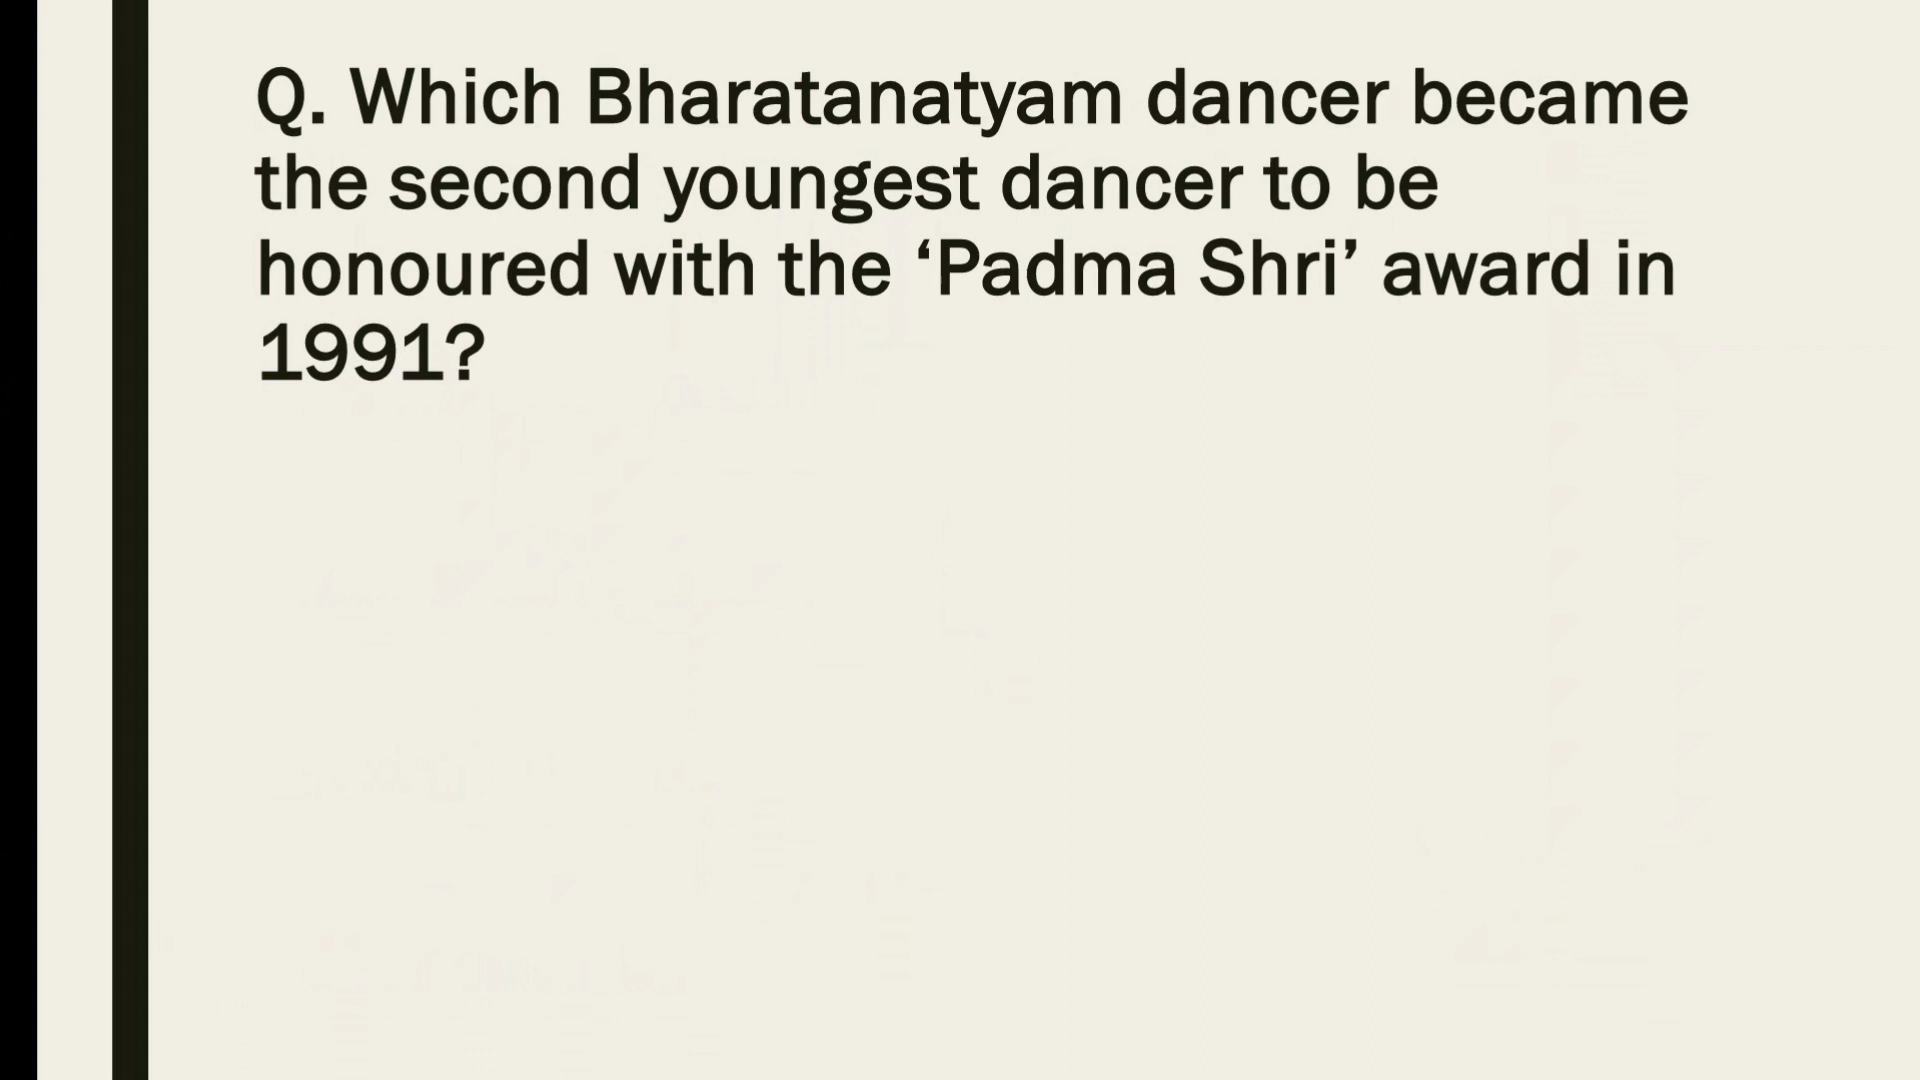 Q. Which Bharatanatyam dancer became
the second youngest dancer to be
honoured with the ‘Padma Shri’ award in
1991?